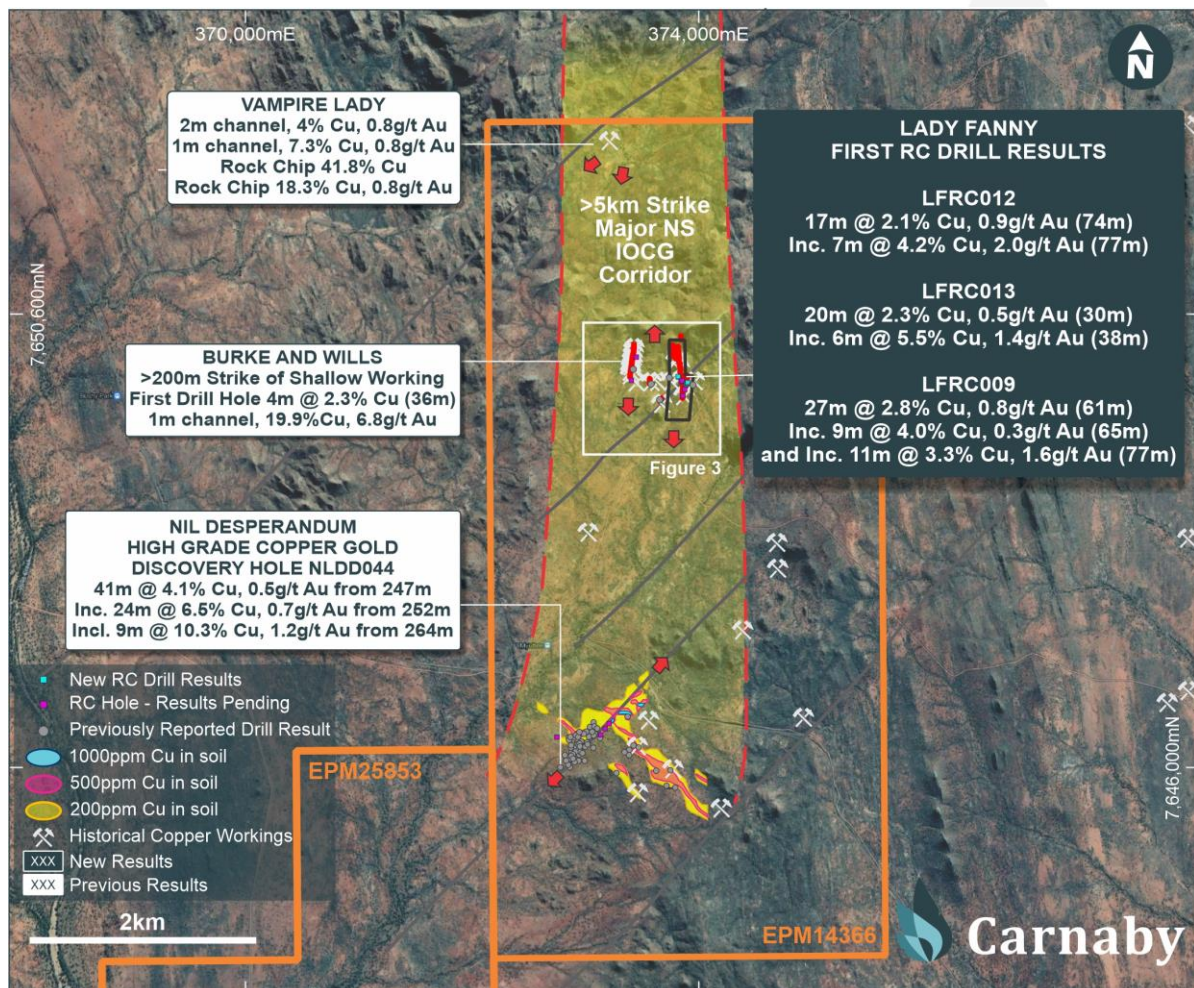 370,000mE
374,000mE
N
VAMPIRE LADY
2m channel, 4% Cu, 0.8g/t Au
1m channel, 7.3% Cu, 0.8g/t Au
Rock Chip 41.8% Cu
Rock Chip 18.3% Cu, 0.8g/t Au
>5km Strike
Major NS
IOCG
Corridor
LADY FANNY
FIRST RC DRILL RESULTS
LFRC012
17m @ 2.1% Cu, 0.9g/t Au (74m)
Inc. 7m @ 4.2% Cu, 2.0g/t Au (77m)
LFRC013
20m @ 2.3% Cu, 0.5g/t Au (30m)
Inc. 6m @ 5.5% Cu, 1.4g/t Au (38m)
LFRC009
27m @ 2.8% Cu, 0.8g/t Au (61m)
Inc. 9m @ 4.0% Cu, 0.3g/t Au (65m)
and Inc. 11m @ 3.3% Cu, 1.6g/t Au (77m)
7,650,600mN
BURKE AND WILLS
>200m Strike of Shallow Working
First Drill Hole 4m @ 2.3% Cu (36m)
1m channel, 19.9%Cu, 6.8g/t Au
Figure 3
NIL DESPERANDUM
HIGH GRADE COPPER GOLD
DISCOVERY HOLE NLDD044
41m @ 4.1% Cu, 0.5g/t Au from 247m
Inc. 24m @ 6.5% Cu, 0.7g/t Au from 252m
Incl. 9m @ 10.3% Cu, 1.2g/t Au from 264m
New RC Drill Results
RC Hole - Results Pending
Previously Reported Drill Result
1000ppm Cu in soil
500ppm Cu in soil
200ppm Cu in soil
Historical Copper Workings
XXX New Results
XXX Previous Results
2km
EPM25853
7,646,000mN
EPM14366
Carnaby